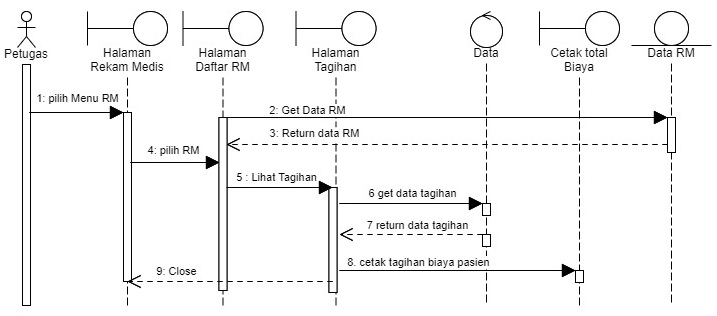 Petugas
Halaman
Rekam Medis
Halaman
Daftar RM
Halaman
Tagihan
Data
Cetak total
Biaya
Data RM
1: pilih Menu RM
2: Get Data RM
3: Return data RM
4: pilih RM
5 : Lihat Tagihan
6 get data tagihan
7 return data tagihan
8. cetak tagihan biaya pasien
9: Close